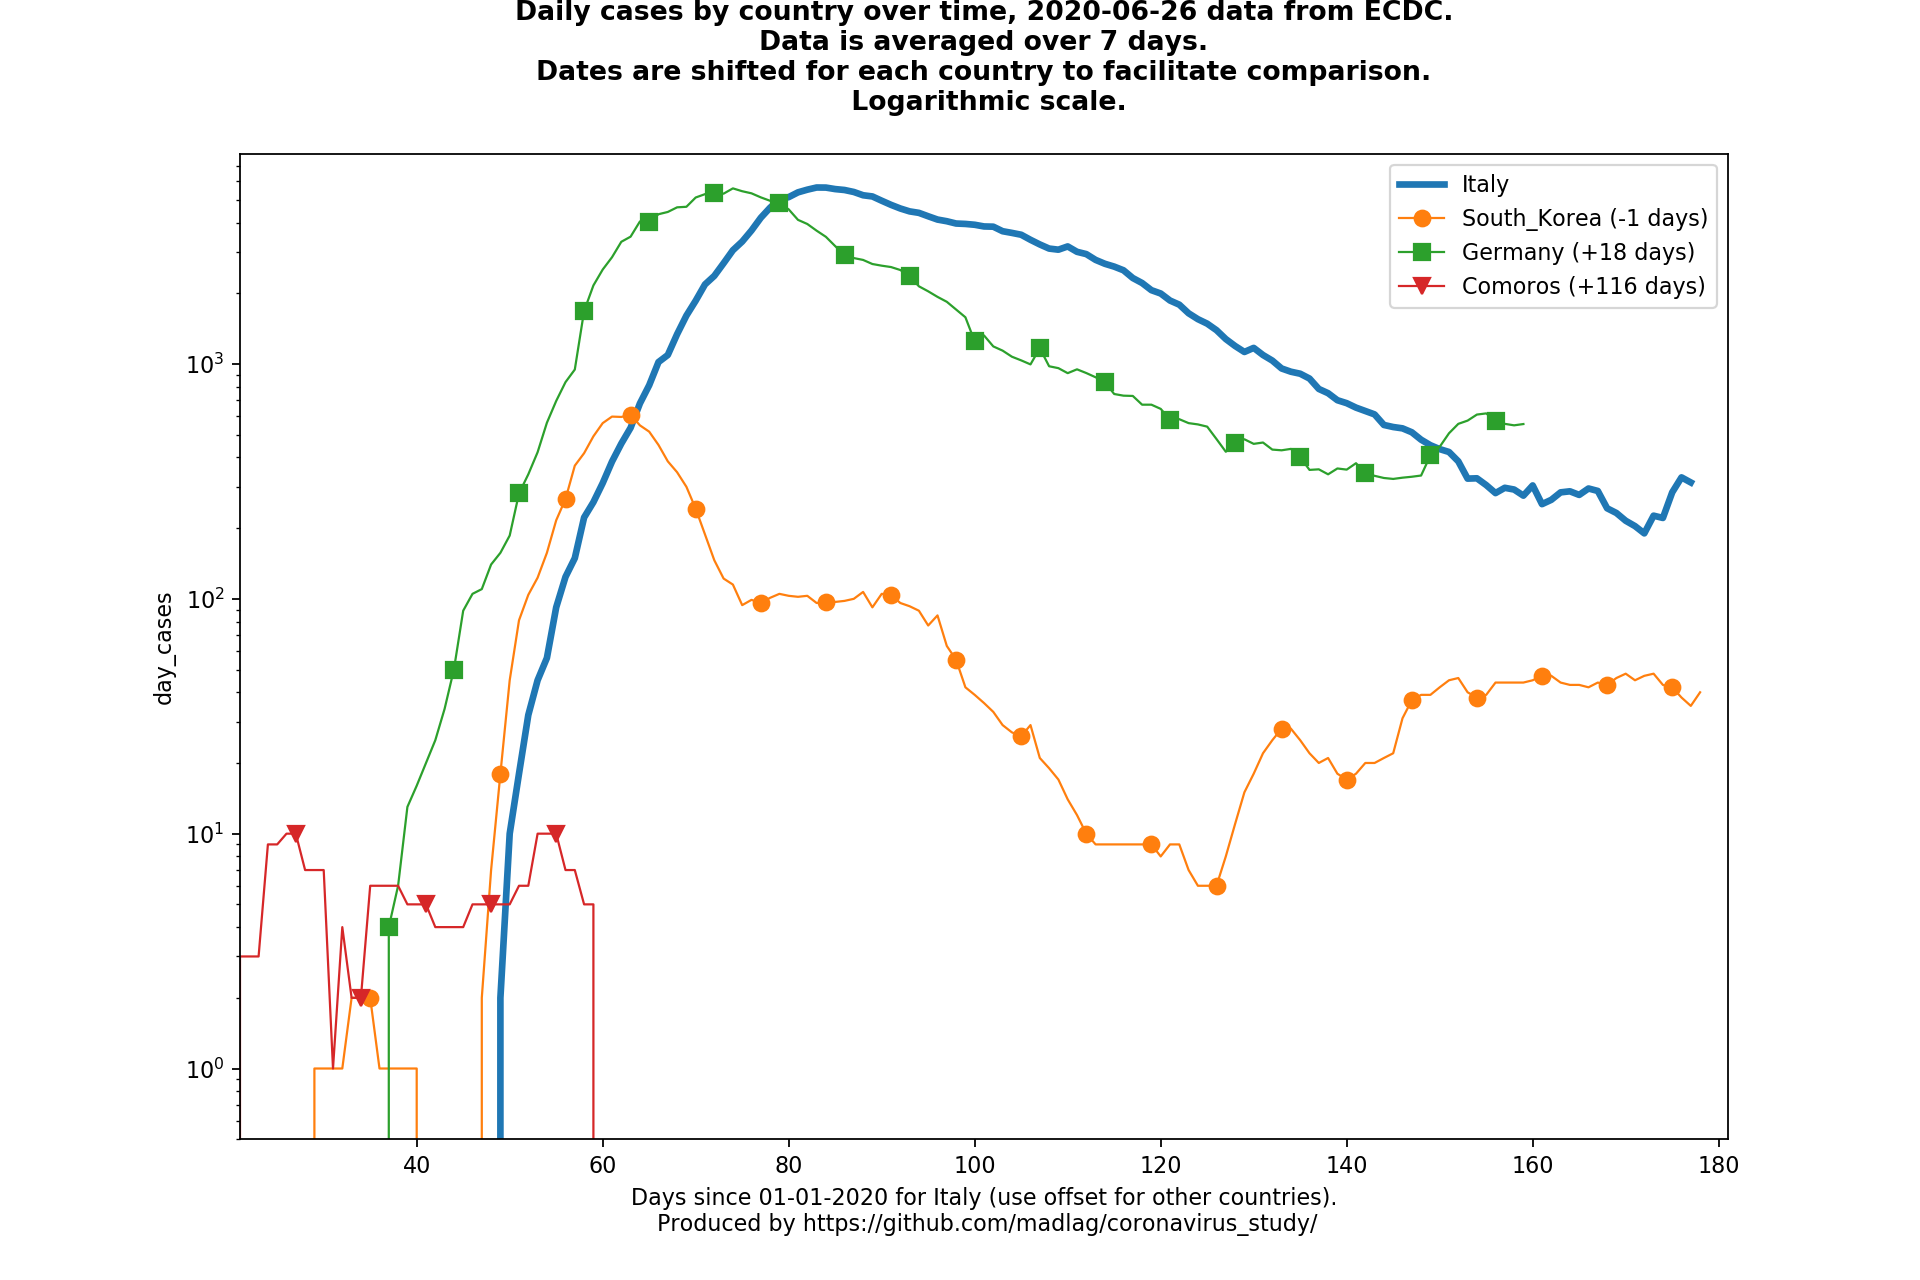 Daily cases by country over time, 2020-06-26 data from ECDC.
Data is averaged over 7 days.
Dates are shifted for each country to facilitate comparison.
Logarithmic scale.
Italy
South_Korea (-1 days)
Germany (+18 days)
Comoros (+116 days)
10³
10²
10¹
10⁰
day_cases
40 60 80 100 120 140 160 180
Days since 01-01-2020 for Italy (use offset for other countries).
Produced by https://github.com/madlag/coronavirus_study/